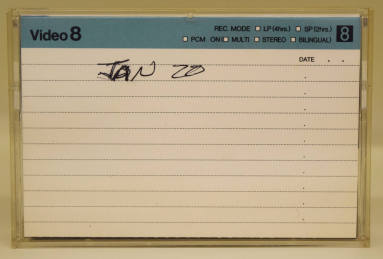 Video 8
REC. MODE □ LP(4hrs.) □ SP(2hrs.)
□ PCM ON(□ MULTI □ STEREO □ BILINGUAL)
8
DATE . .
JAN 20